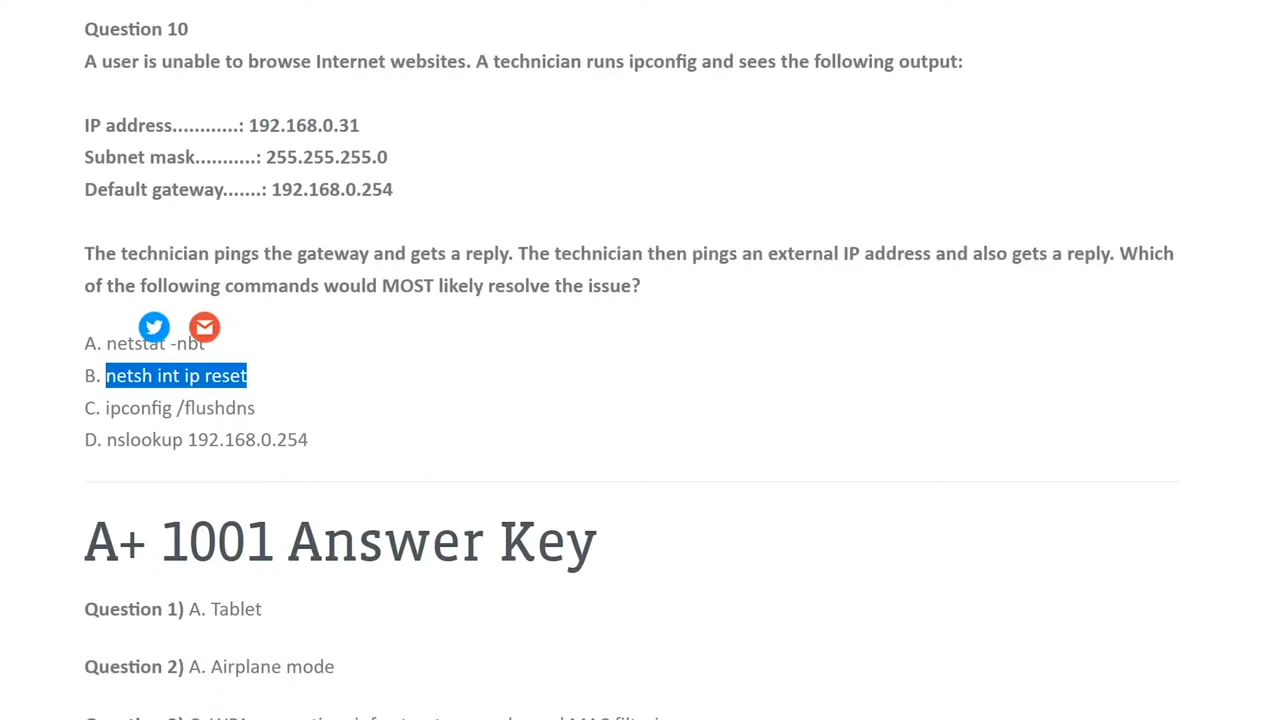 Question 10
A user is unable to browse Internet websites. A technician runs ipconfig and sees the following output:
IP address............: 192.168.0.31
Subnet mask...........: 255.255.255.0
Default gateway.......: 192.168.0.254
The technician pings the gateway and gets a reply. The technician then pings an external IP address and also gets a reply. Which
of the following commands would MOST likely resolve the issue?
A. netstat -nbt
B. netsh int ip reset
C. ipconfig /flushdns
D. nslookup 192.168.0.254
A+ 1001 Answer Key
Question 1) A. Tablet
Question 2) A. Airplane mode